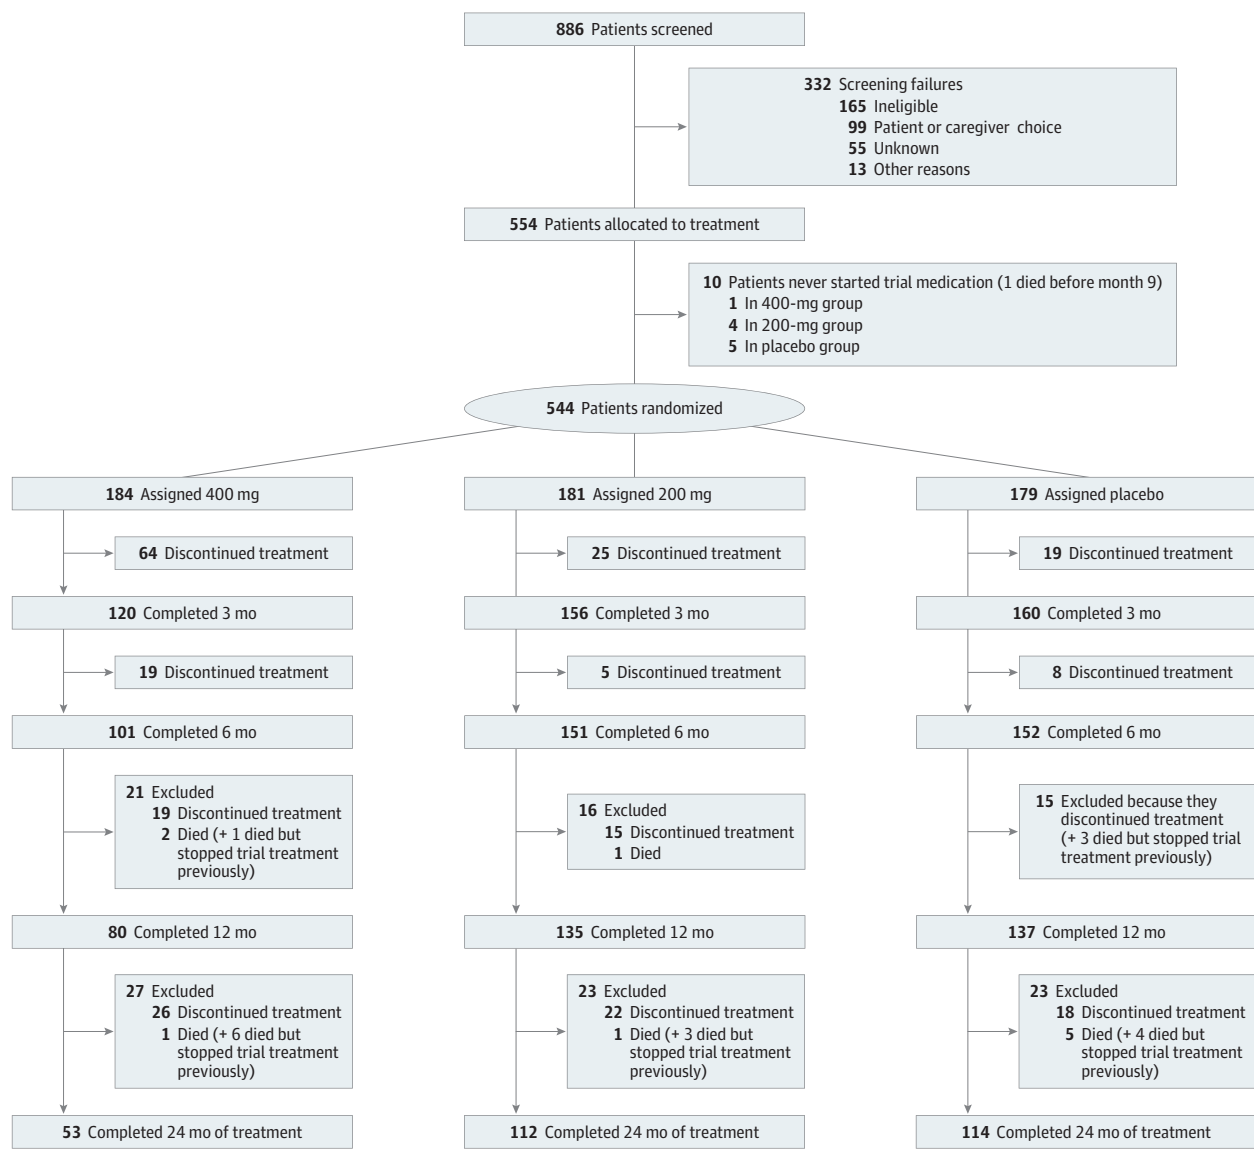 886 Patients screened
332 Screening failures
165 Ineligible
99 Patient or caregiver choice
55 Unknown
13 Other reasons
554 Patients allocated to treatment
10 Patients never started trial medication (1 died before month 9)
1 In 400-mg group
4 In 200-mg group
5 In placebo group
544 Patients randomized
184 Assigned 400 mg
181 Assigned 200 mg
179 Assigned placebo
64 Discontinued treatment
25 Discontinued treatment
19 Discontinued treatment
120 Completed 3 mo
156 Completed 3 mo
160 Completed 3 mo
19 Discontinued treatment
5 Discontinued treatment
8 Discontinued treatment
101 Completed 6 mo
151 Completed 6 mo
152 Completed 6 mo
21 Excluded
19 Discontinued treatment
2 Died (+ 1 died but
stopped trial treatment
previously)
16 Excluded
15 Discontinued treatment
1 Died
15 Excluded because they
discontinued treatment
(+ 3 died but stopped trial
treatment previously)
80 Completed 12 mo
135 Completed 12 mo
137 Completed 12 mo
27 Excluded
26 Discontinued treatment
1 Died (+ 6 died but
stopped trial treatment
previously)
23 Excluded
22 Discontinued treatment
1 Died (+ 3 died but
stopped trial treatment
previously)
23 Excluded
18 Discontinued treatment
5 Died (+ 4 died but
stopped trial treatment
previously)
53 Completed 24 mo of treatment
112 Completed 24 mo of treatment
114 Completed 24 mo of treatment